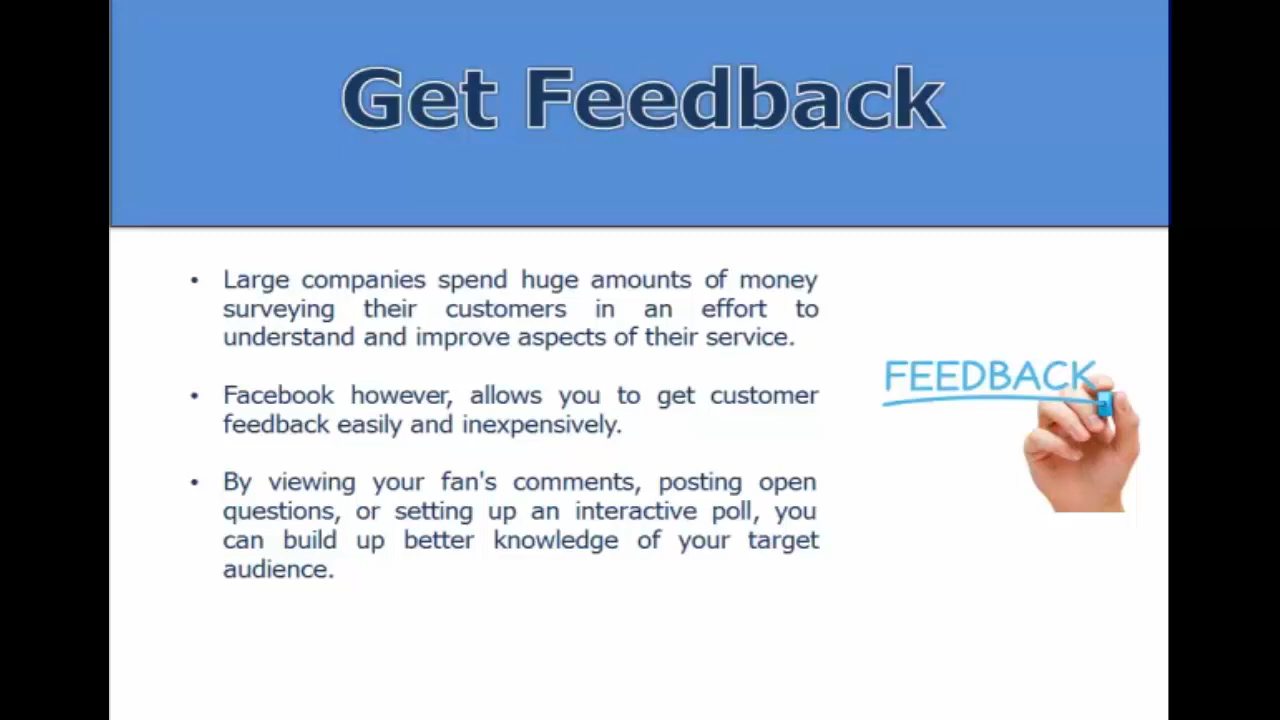 Get Feedback
• Large companies spend huge amounts of money
surveying their customers in an effort to
understand and improve aspects of their service.
• Facebook however, allows you to get customer
feedback easily and inexpensively.
• By viewing your fan's comments, posting open
questions, or setting up an interactive poll, you
can build up better knowledge of your target
audience.
FEEDBACK